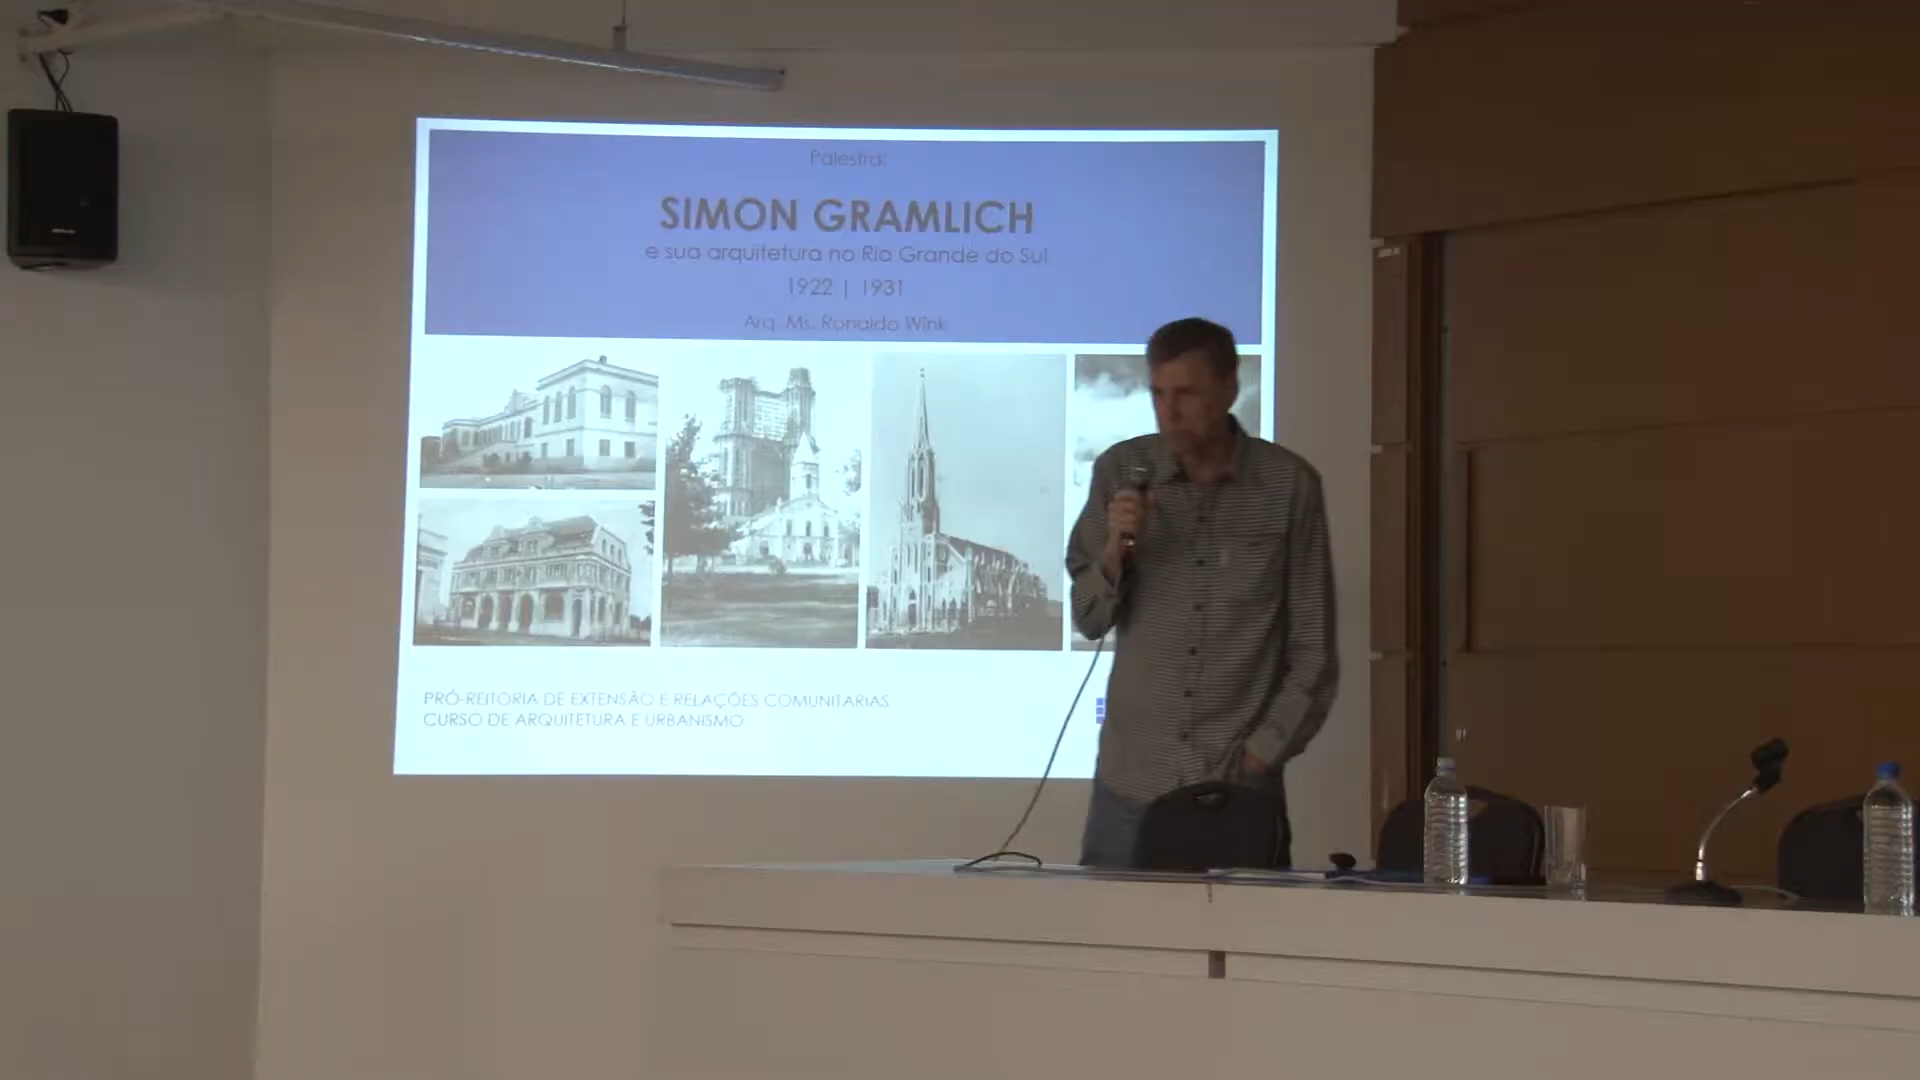 Palestra:
SIMON GRAMLICH
e sua arquitetura no Rio Grande do Sul
1922 | 1931
Arq. Ms. Ronaldo Wink
PRÓ-REITORIA DE EXTENSÃO E RELAÇÕES COMUNITÁRIAS
CURSO DE ARQUITETURA E URBANISMO